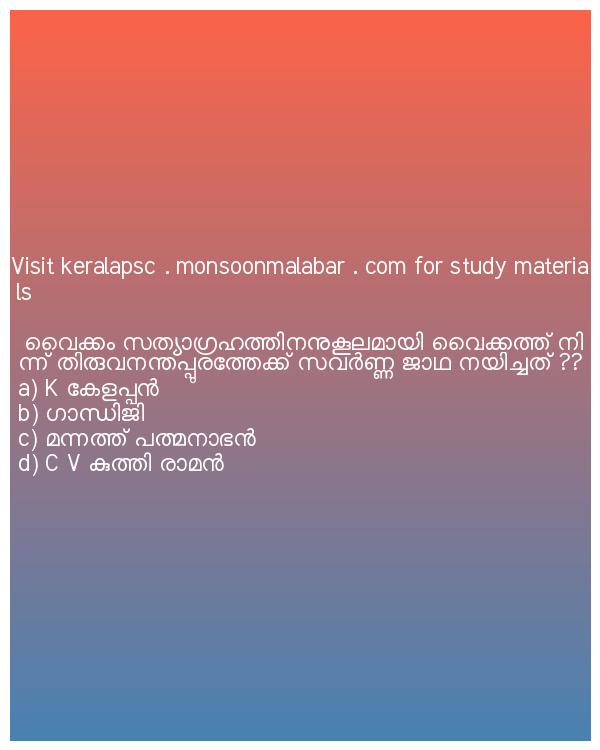 Visit keralapsc . monsoonmalabar . com for study materia
ls
വൈക്കം സത്യാഗ്രഹത്തിനനുകൂലമായി വൈക്കത്ത് നി
ന്ന് തിരുവനന്തപ്പുരത്തേക്ക് സവർണ്ണ ജാഥ നയിച്ചത് ??
a) K കേളപ്പൻ
b) ഗാന്ധിജി
c) മന്നത്ത് പത്മനാഭൻ
d) C V കുത്തി രാമൻ